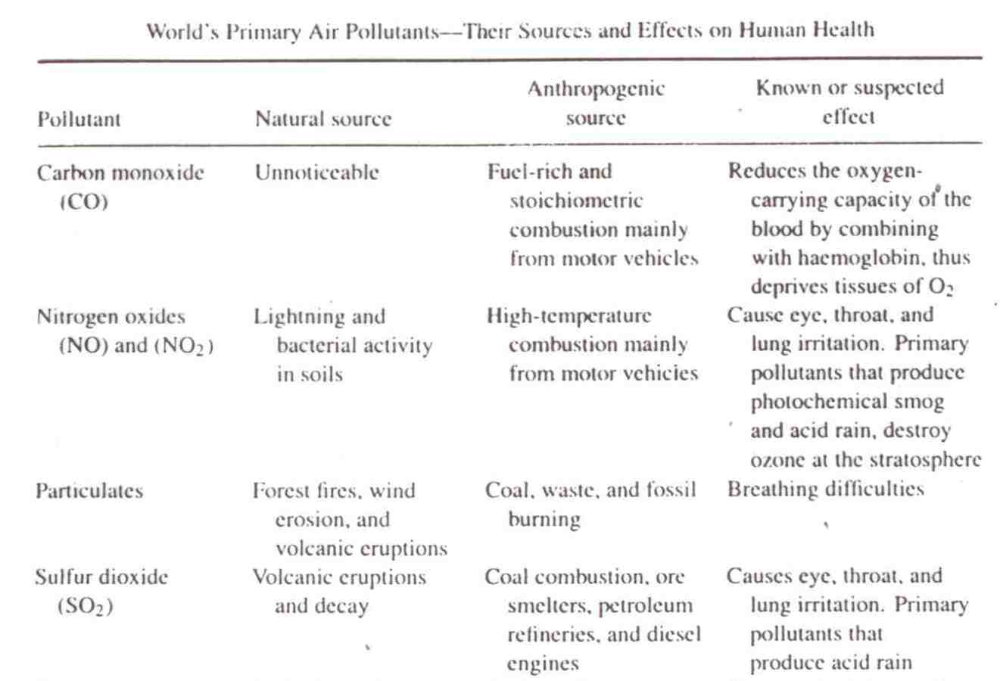 World's Primary Air Pollutants—Their Sources and Effects on Human Health
Pollutant Natural source Anthropogenic source Known or suspected effect
Carbon monoxide (CO)
Unnoticeable
Fuel-rich and
stoichiometric
combustion mainly
from motor vehicles
Reduces the oxygen-
carrying capacity of the
blood by combining
with haemoglobin, thus
deprives tissues of O₂
Nitrogen oxides
(NO) and (NO₂)
Lightning and
bacterial activity
in soils
High-temperature
combustion mainly
from motor vehicies
Cause eye, throat, and
lung irritation. Primary
pollutants that produce
photochemical smog
and acid rain, destroy
ozone at the stratosphere
Particulates
Forest fires, wind
erosion, and
volcanic eruptions
Coal, waste, and fossil
burning
Breathing difficulties
Sulfur dioxide
(SO₂)
Volcanic eruptions
and decay
Coal combustion, ore
smelters, petroleum
refineries, and diesel
engines
Causes eye, throat, and
lung irritation. Primary
pollutants that
produce acid rain